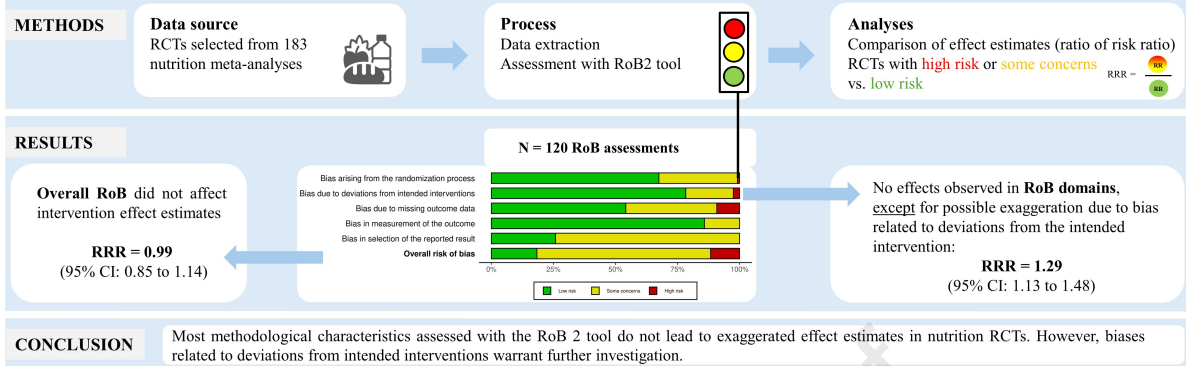 METHODS
Data source
RCTs selected from 183
nutrition meta-analyses
Process
Data extraction
Assessment with RoB2 tool
Analyses
Comparison of effect estimates (ratio of risk ratio)
RCTs with high risk or some concerns
vs. low risk
RRR =
RR
RR
RESULTS
Overall RoB did not affect
intervention effect estimates
RRR = 0.99
(95% CI: 0.85 to 1.14)
N = 120 RoB assessments
Bias arising from the randomization process
Bias due to deviations from intended interventions
Bias due to missing outcome data
Bias in measurement of the outcome
Bias in selection of the reported result
Overall risk of bias
0% 25% 50% 75% 100%
Low risk Some concerns High risk
No effects observed in RoB domains,
except for possible exaggeration due to bias
related to deviations from the intended
intervention:
RRR = 1.29
(95% CI: 1.13 to 1.48)
CONCLUSION
Most methodological characteristics assessed with the RoB 2 tool do not lead to exaggerated effect estimates in nutrition RCTs. However, biases
related to deviations from intended interventions warrant further investigation.